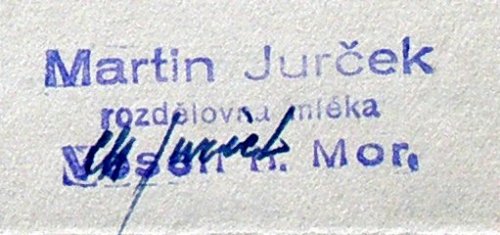 Martin Jurček
rozdělovna mléka
n. Mor.